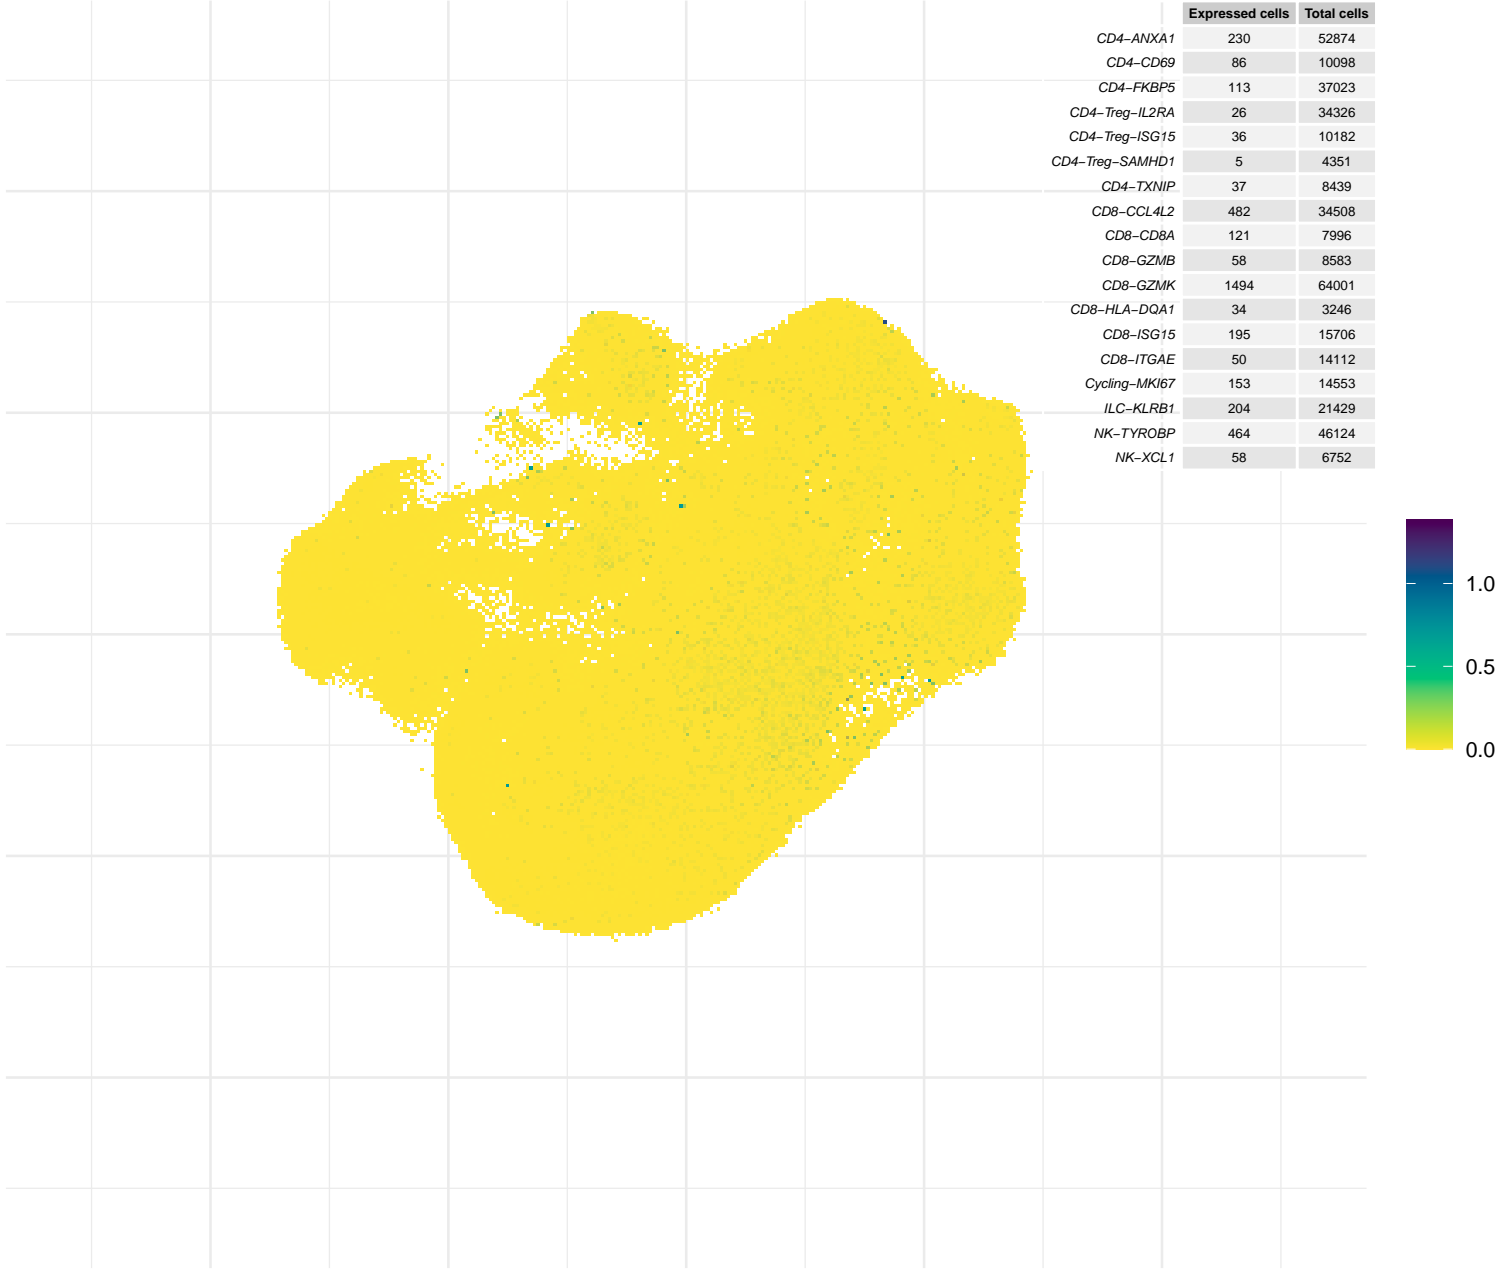 Expressed cells Total cells
CD4−ANXA1 230 52874
CD4−CD69 86 10098
CD4−FKBP5 113 37023
CD4−Treg−IL2RA 26 34326
CD4−Treg−ISG15 36 10182
CD4−Treg−SAMHD1 5 4351
CD4−TXNIP 37 8439
CD8−CCL4L2 482 34508
CD8−CD8A 121 7996
CD8−GZMB 58 8583
CD8−GZMK 1494 64001
CD8−HLA−DQA1 34 3246
CD8−ISG15 195 15706
CD8−ITGAE 50 14112
Cycling−MKI67 153 14553
ILC−KLRB1 204 21429
NK−TYROBP 464 46124
NK−XCL1 58 6752
1.0
0.5
0.0